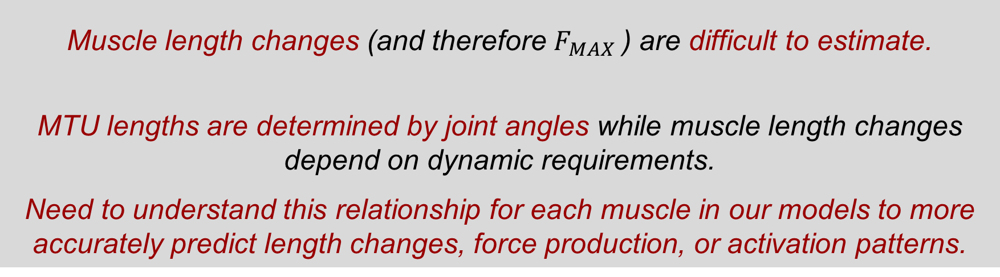 Muscle length changes (and therefore F_MAX ) are difficult to estimate.
MTU lengths are determined by joint angles while muscle length changes
depend on dynamic requirements.
Need to understand this relationship for each muscle in our models to more
accurately predict length changes, force production, or activation patterns.